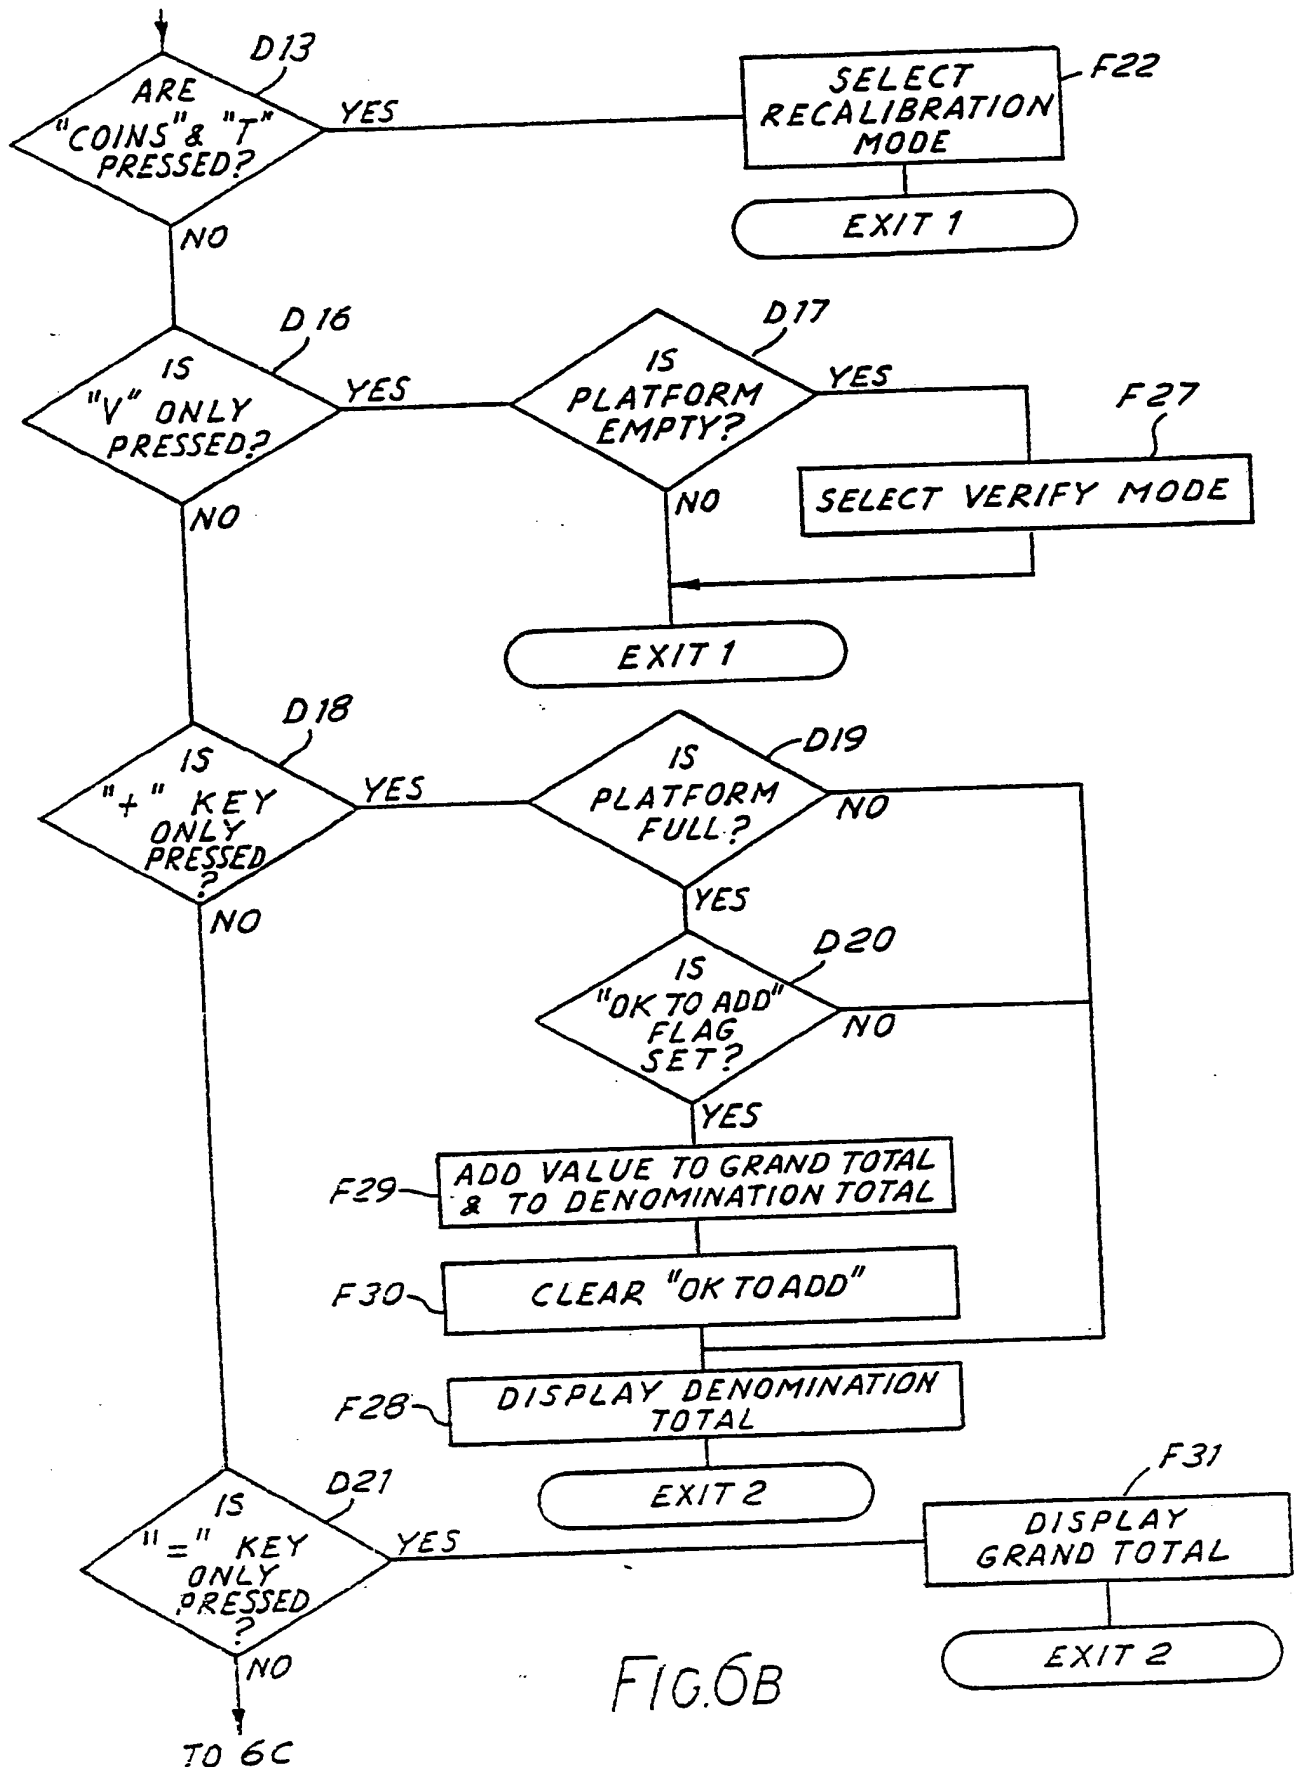 D13
ARE
"COINS" & "T"
PRESSED?
YES
NO
SELECT
RECALIBRATION
MODE
F22
EXIT 1
D16
IS
"V" ONLY
PRESSED?
YES
NO
D17
IS
PLATFORM
EMPTY?
YES
NO
F27
SELECT VERIFY MODE
EXIT 1
D18
IS
"+" KEY
ONLY
PRESSED
?
YES
NO
D19
IS
PLATFORM
FULL?
NO
YES
D20
IS
"OK TO ADD"
FLAG
SET?
NO
YES
F29
ADD VALUE TO GRAND TOTAL
& TO DENOMINATION TOTAL
F30
CLEAR "OK TO ADD"
F28
DISPLAY DENOMINATION
TOTAL
EXIT 2
D21
IS
"=" KEY
ONLY
PRESSED
?
YES
NO
F31
DISPLAY
GRAND TOTAL
EXIT 2
TO 6C
FIG.6B